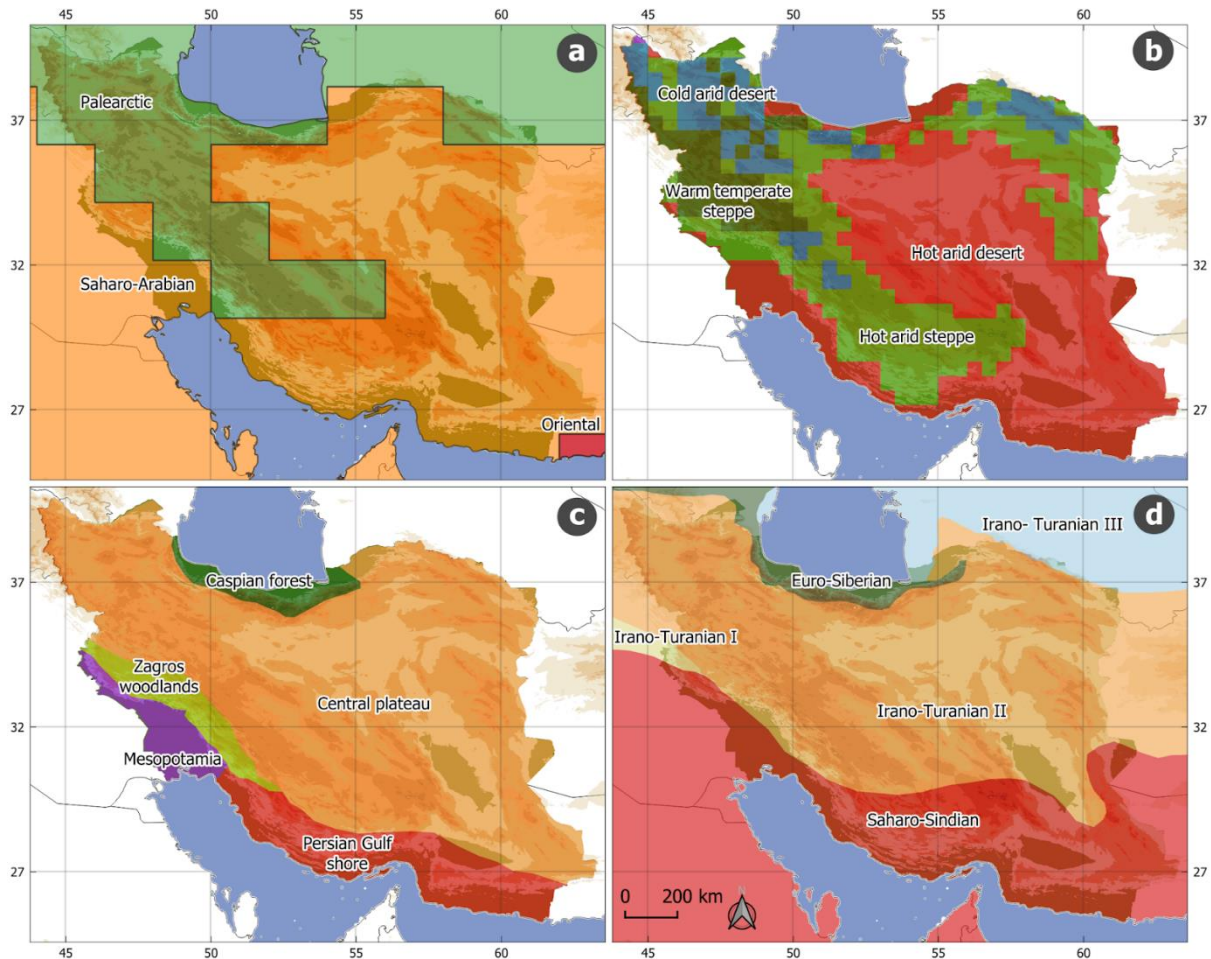 45 50 55 60 45 50 55 60
a
b
Palearctic
Cold arid desert
37 37
Warm temperate
steppe
Hot arid desert
32 32
Saharo-Arabian
Hot arid steppe
27 27
Oriental
c
d
Irano- Turanian III
37 37
Caspian forest
Euro-Siberian
Irano-Turanian I
Zagros
woodlands
Central plateau
Irano-Turanian II
32 32
Mesopotamia
Saharo-Sindian
Persian Gulf
shore
27 27
0 200 km
45 50 55 60 45 50 55 60